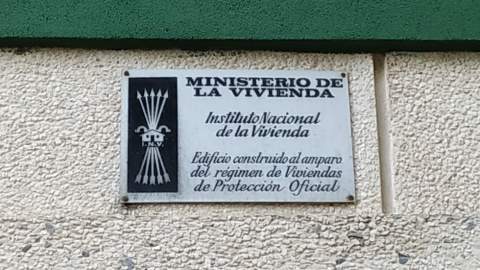 MINISTERIO DE
LA VIVIENDA
Instituto Nacional
de la Vivienda
Edificio construido al amparo
del régimen de Viviendas
de Protección Oficial
I.N.V.